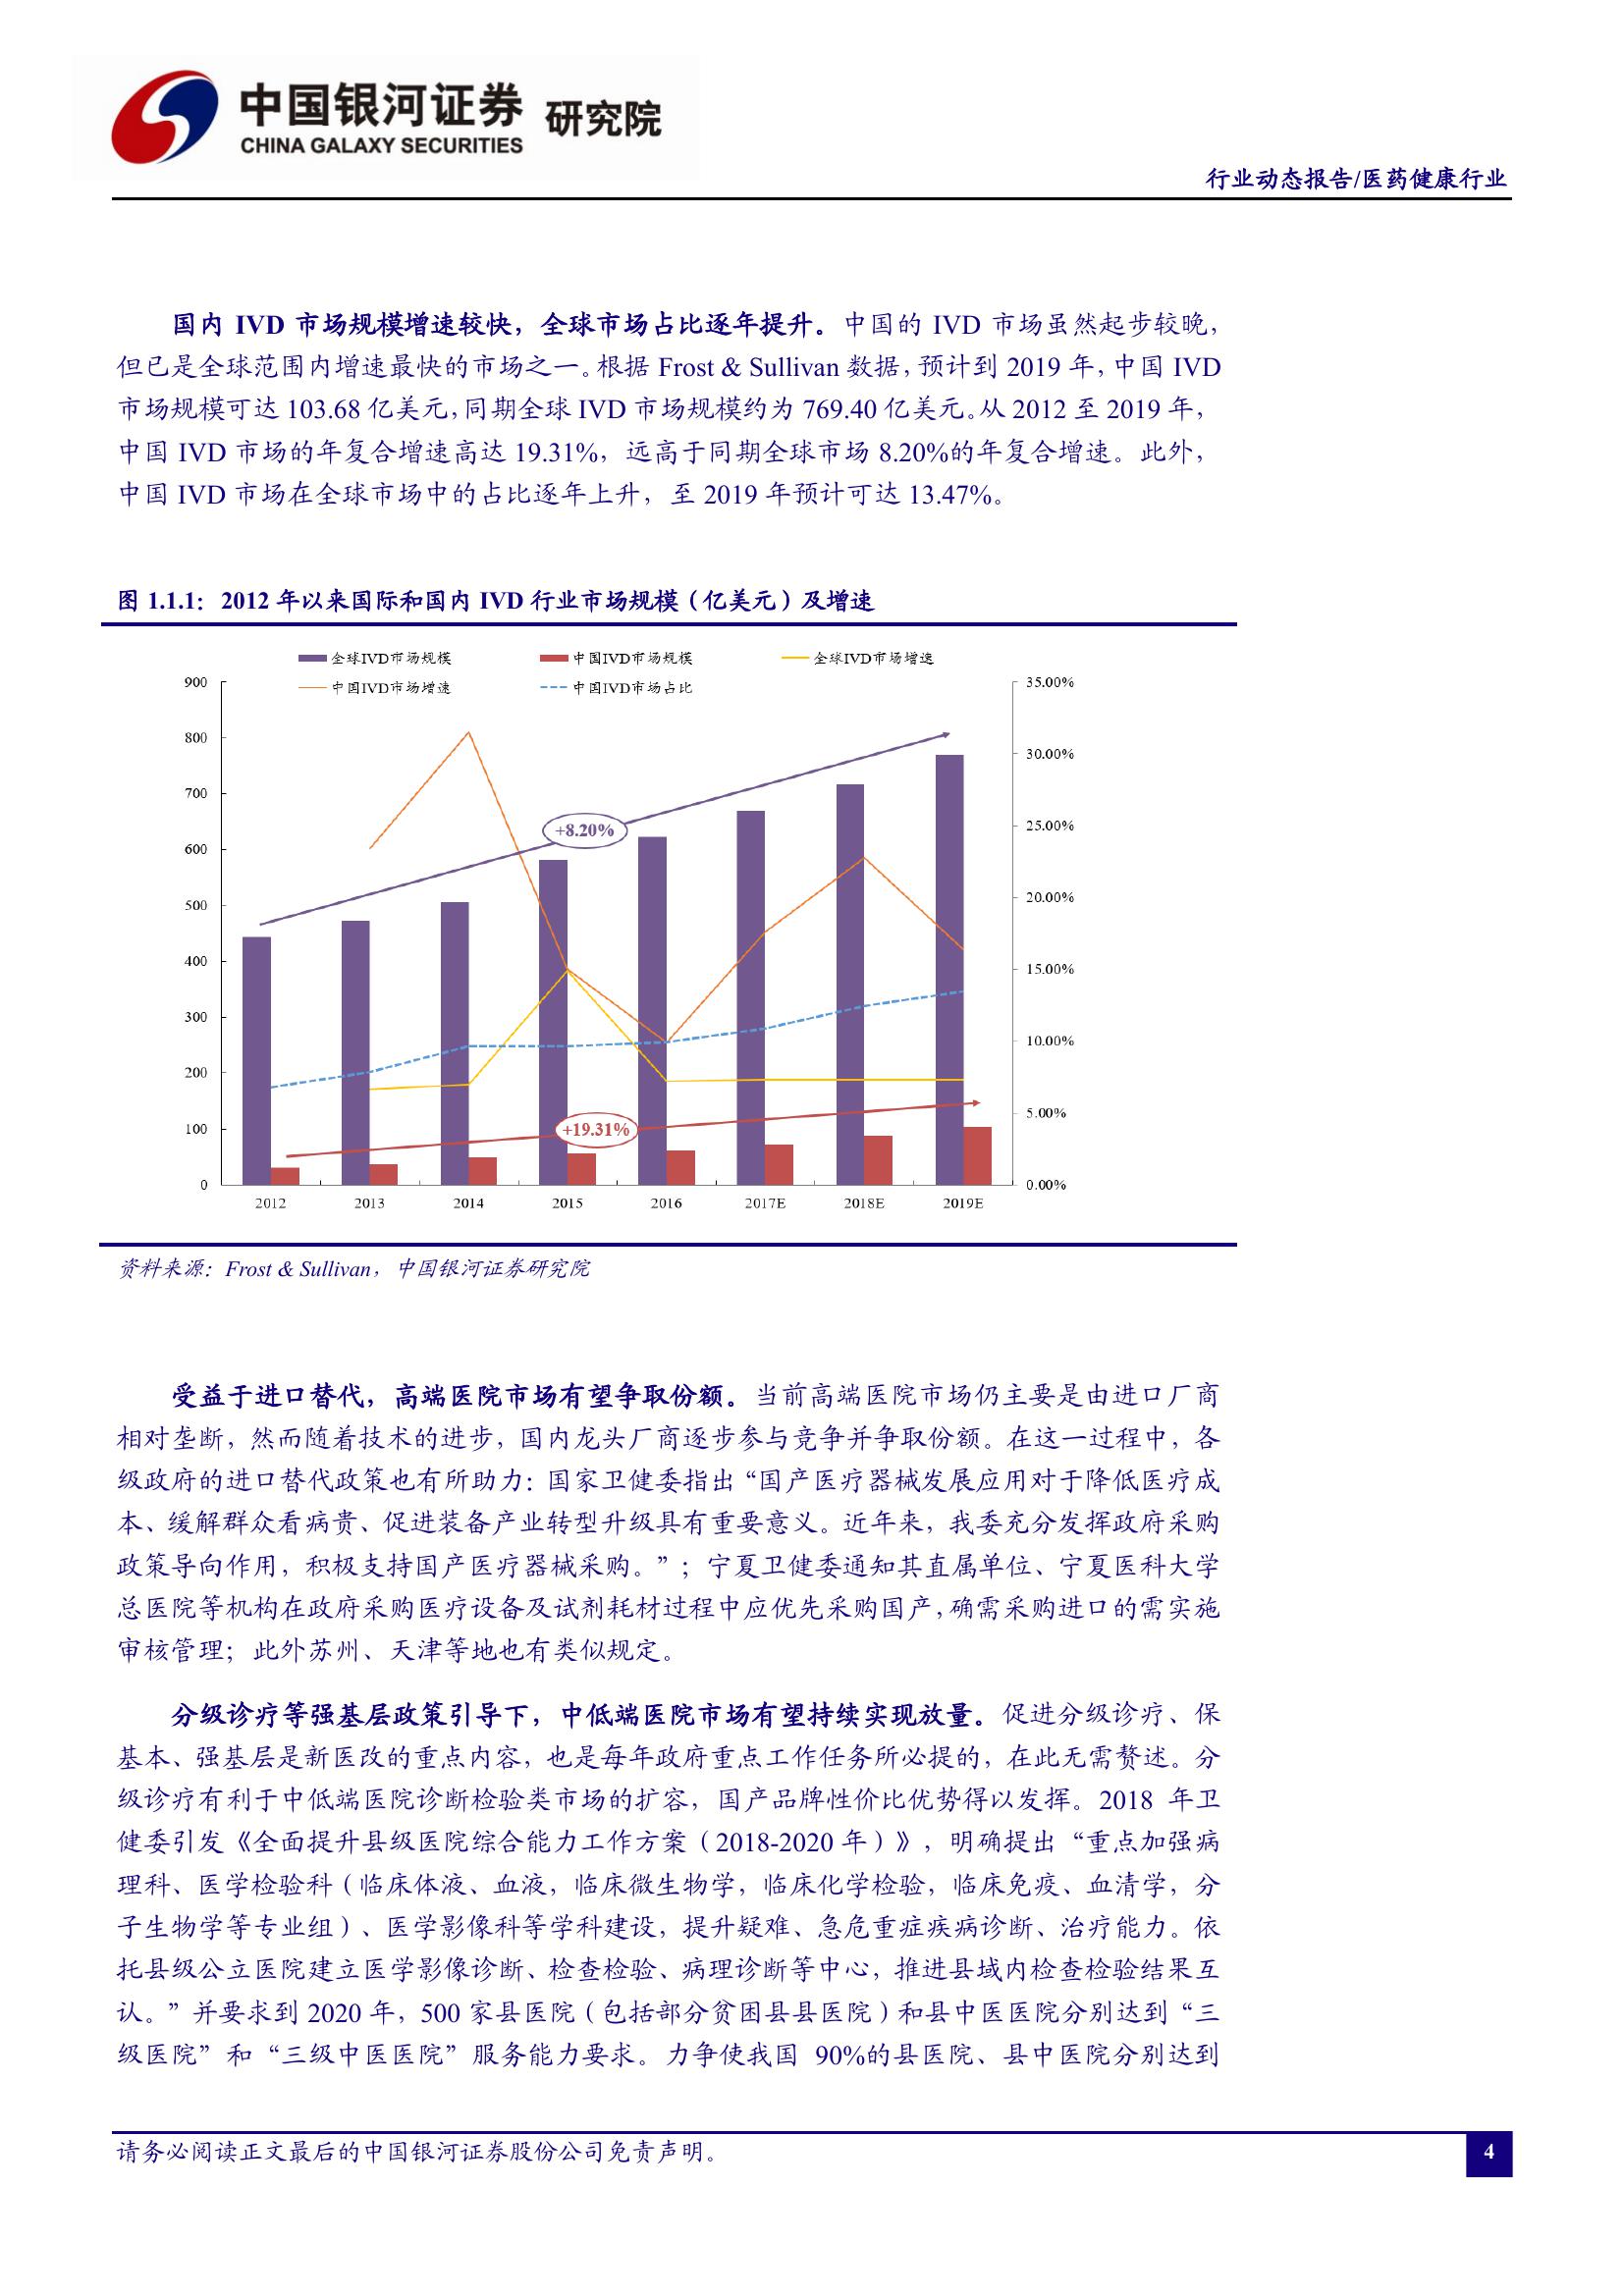 中国银河证券 研究院
CHINA GALAXY SECURITIES
行业动态报告/医药健康行业
国内 IVD 市场规模增速较快，全球市场占比逐年提升。中国的 IVD 市场虽然起步较晚，
但已是全球范围内增速最快的市场之一。根据 Frost & Sullivan 数据，预计到 2019 年，中国 IVD
市场规模可达 103.68 亿美元，同期全球 IVD 市场规模约为 769.40 亿美元。从 2012 至 2019 年，
中国 IVD 市场的年复合增速高达 19.31%，远高于同期全球市场 8.20%的年复合增速。此外，
中国 IVD 市场在全球市场中的占比逐年上升，至 2019 年预计可达 13.47%。
图 1.1.1：2012 年以来国际和国内 IVD 行业市场规模（亿美元）及增速
全球IVD市场规模 中国IVD市场规模 全球IVD市场增速
中国IVD市场增速 中国IVD市场占比
900 35.00%
800
30.00%
700
25.00%
+8.20%
600
20.00%
500
400 15.00%
300
10.00%
200
5.00%
100
+19.31%
0 0.00%
2012 2013 2014 2015 2016 2017E 2018E 2019E
资料来源：Frost & Sullivan，中国银河证券研究院
受益于进口替代，高端医院市场有望争取份额。当前高端医院市场仍主要是由进口厂商
相对垄断，然而随着技术的进步，国内龙头厂商逐步参与竞争并争取份额。在这一过程中，各
级政府的进口替代政策也有所助力：国家卫健委指出“国产医疗器械发展应用对于降低医疗成
本、缓解群众看病贵、促进装备产业转型升级具有重要意义。近年来，我委充分发挥政府采购
政策导向作用，积极支持国产医疗器械采购。”；宁夏卫健委通知其直属单位、宁夏医科大学
总医院等机构在政府采购医疗设备及试剂耗材过程中应优先采购国产，确需采购进口的需实施
审核管理；此外苏州、天津等地也有类似规定。
分级诊疗等强基层政策引导下，中低端医院市场有望持续实现放量。促进分级诊疗、保
基本、强基层是新医改的重点内容，也是每年政府重点工作任务所必提的，在此无需赘述。分
级诊疗有利于中低端医院诊断检验类市场的扩容，国产品牌性价比优势得以发挥。2018 年卫
健委引发《全面提升县级医院综合能力工作方案（2018-2020 年）》，明确提出“重点加强病
理科、医学检验科（临床体液、血液，临床微生物学，临床化学检验，临床免疫、血清学，分
子生物学等专业组）、医学影像科等学科建设，提升疑难、急危重症疾病诊断、治疗能力。依
托县级公立医院建立医学影像诊断、检查检验、病理诊断等中心，推进县域内检查检验结果互
认。”并要求到 2020 年，500 家县医院（包括部分贫困县县医院）和县中医医院分别达到“三
级医院”和“三级中医医院”服务能力要求。力争使我国 90%的县医院、县中医院分别达到
请务必阅读正文最后的中国银河证券股份公司免责声明。
4